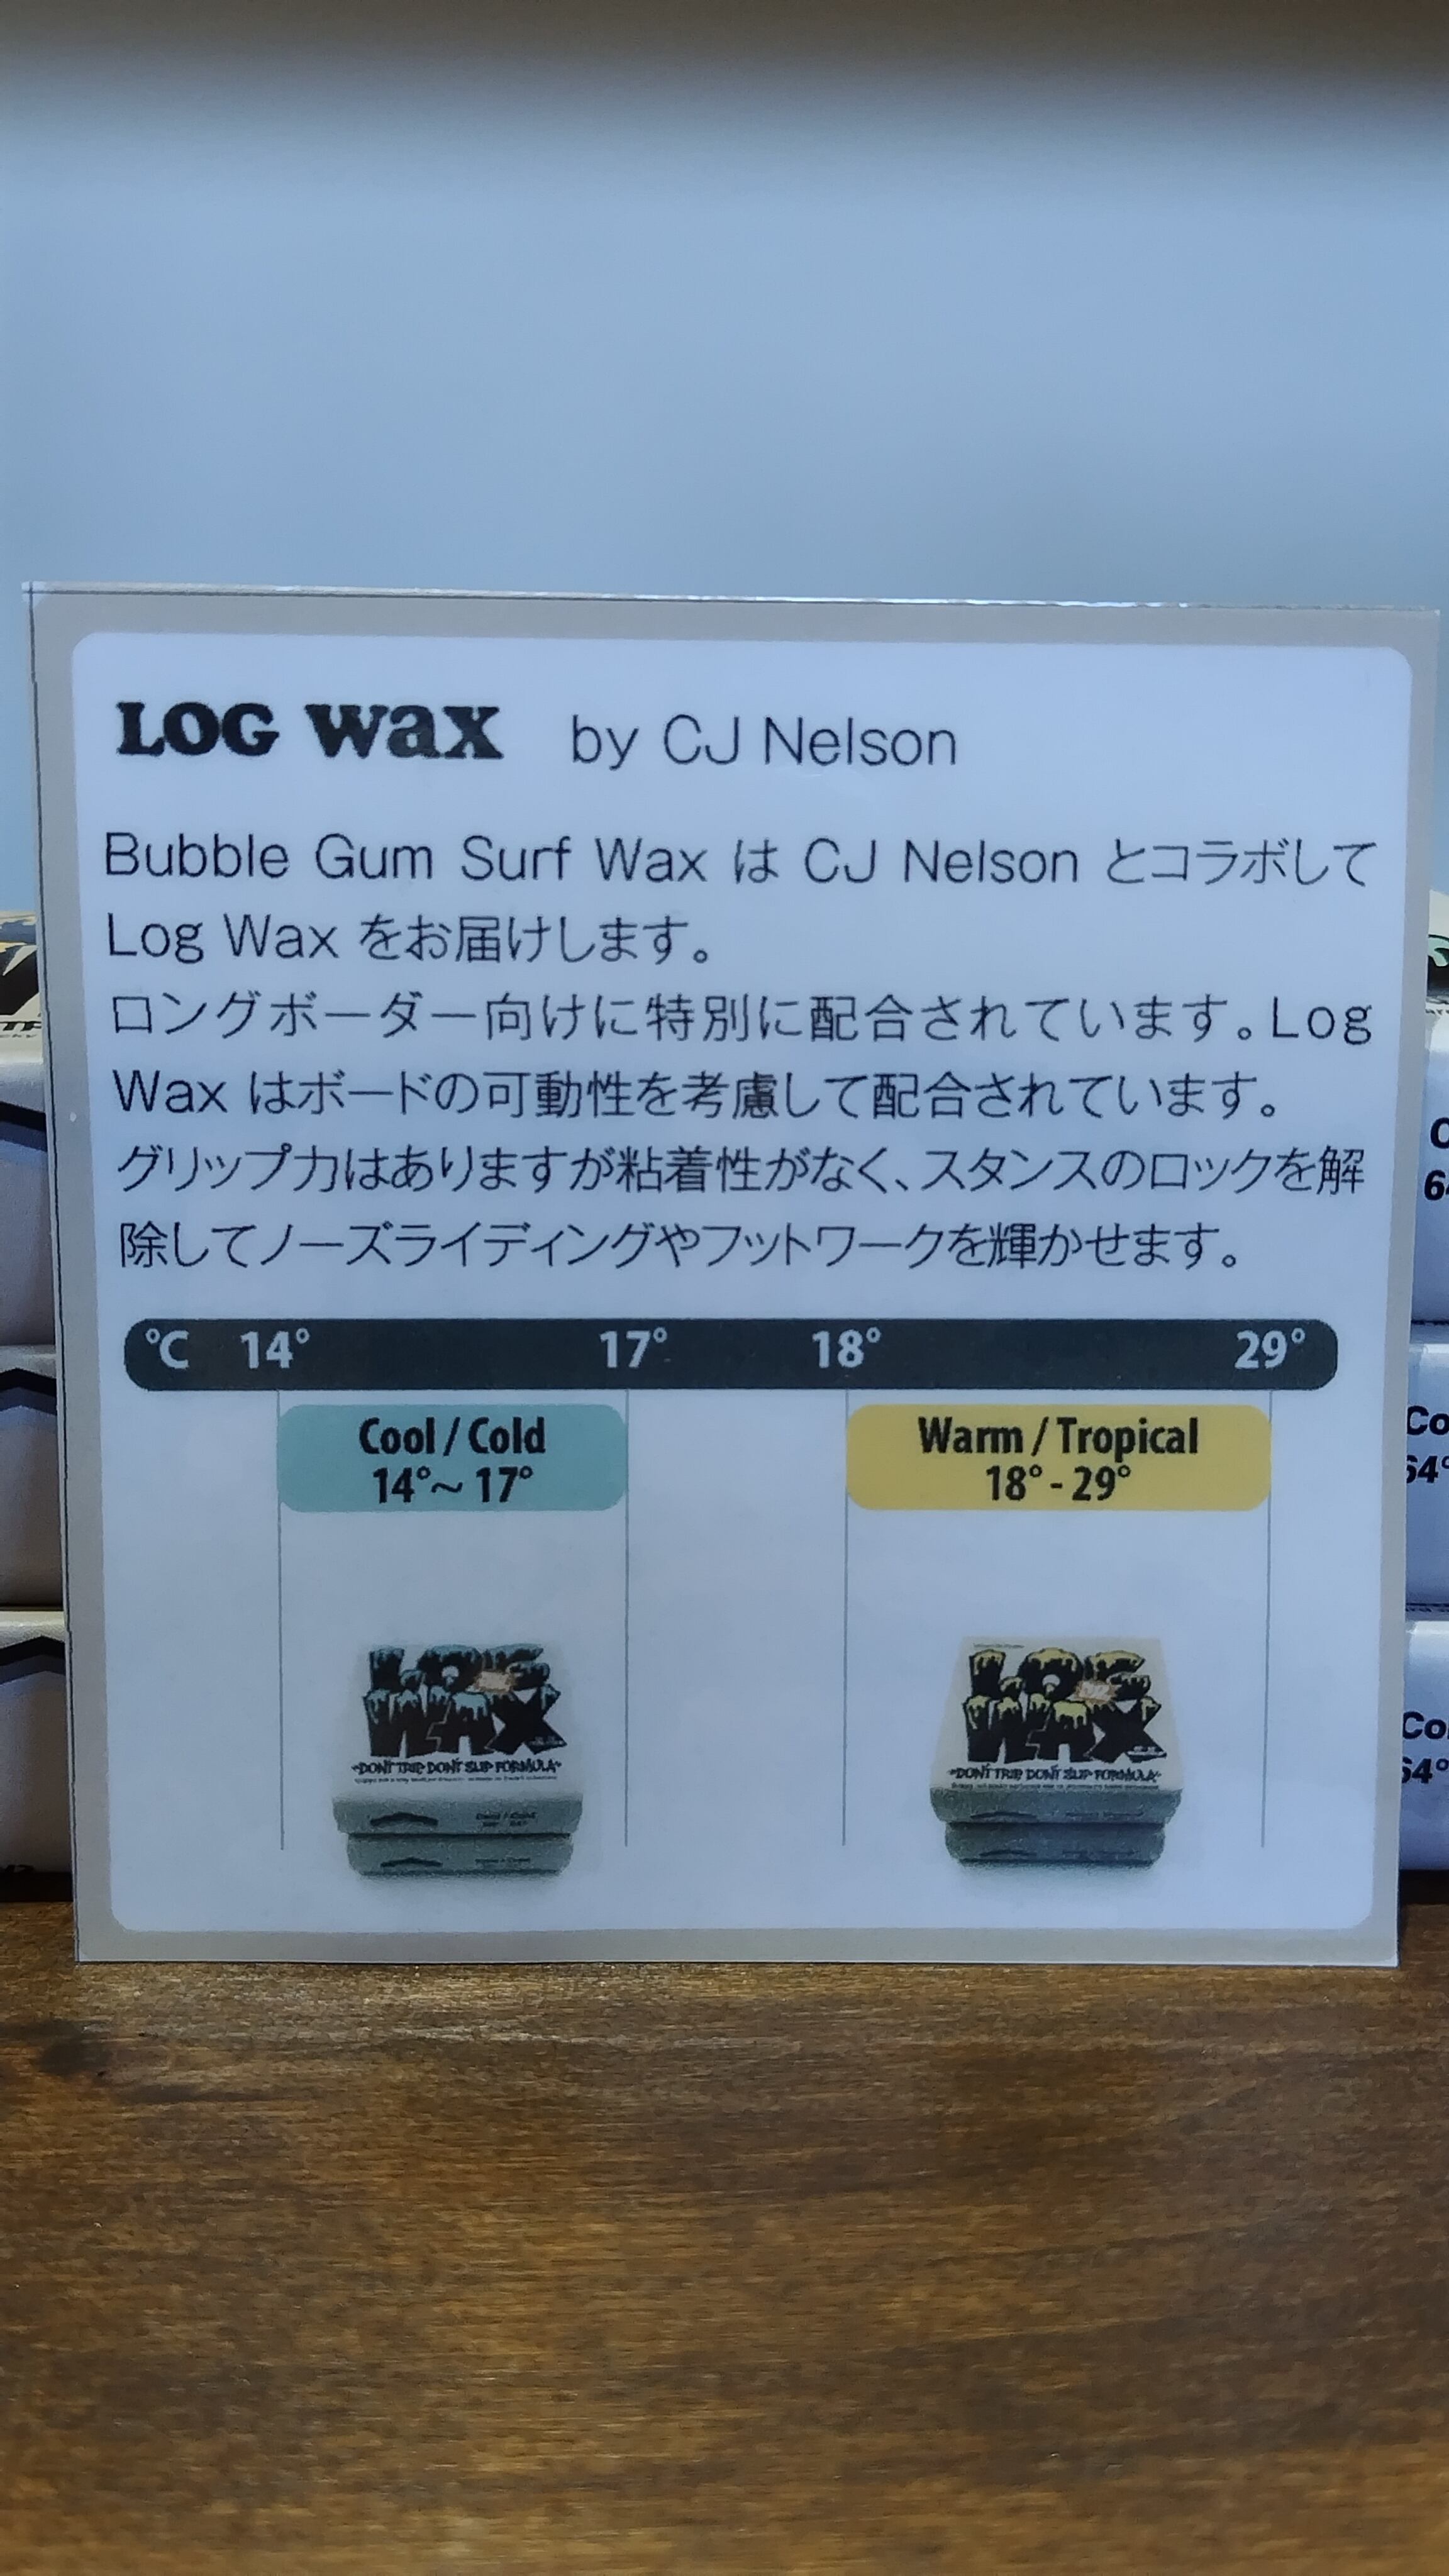 LOG Wax by CJ Nelson
Bubble Gum Surf Wax は CJ Nelson とコラボして
Log Wax をお届けします。
ロングボーダー向けに特別に配合されています。Log
Wax はボードの可動性を考慮して配合されています。
グリップ力はありますが粘着性がなく、スタンスのロックを解
除してノーズライディングやフットワークを輝かせます。
℃ 14° 17° 18° 29°
Cool / Cold
14°～ 17°
Warm / Tropical
18° - 29°
LOG
WAX
"DON'T TRIP DON'T SLIP FORMULA"
LOG
WAX
"DON'T TRIP DON'T SLIP FORMULA"
Co
64°
Co
64°